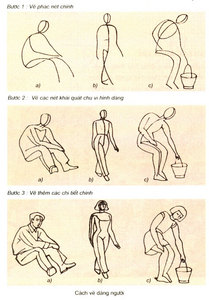 Bước 1 Vẽ phác nét chính
a) b) c)
Bước 2 Vẽ các nét khái quát chu vi hình dáng
a) b) c)
Bước 3 Vẽ thêm các chi tiết chính
a) b) c)
Cách vẽ dáng người